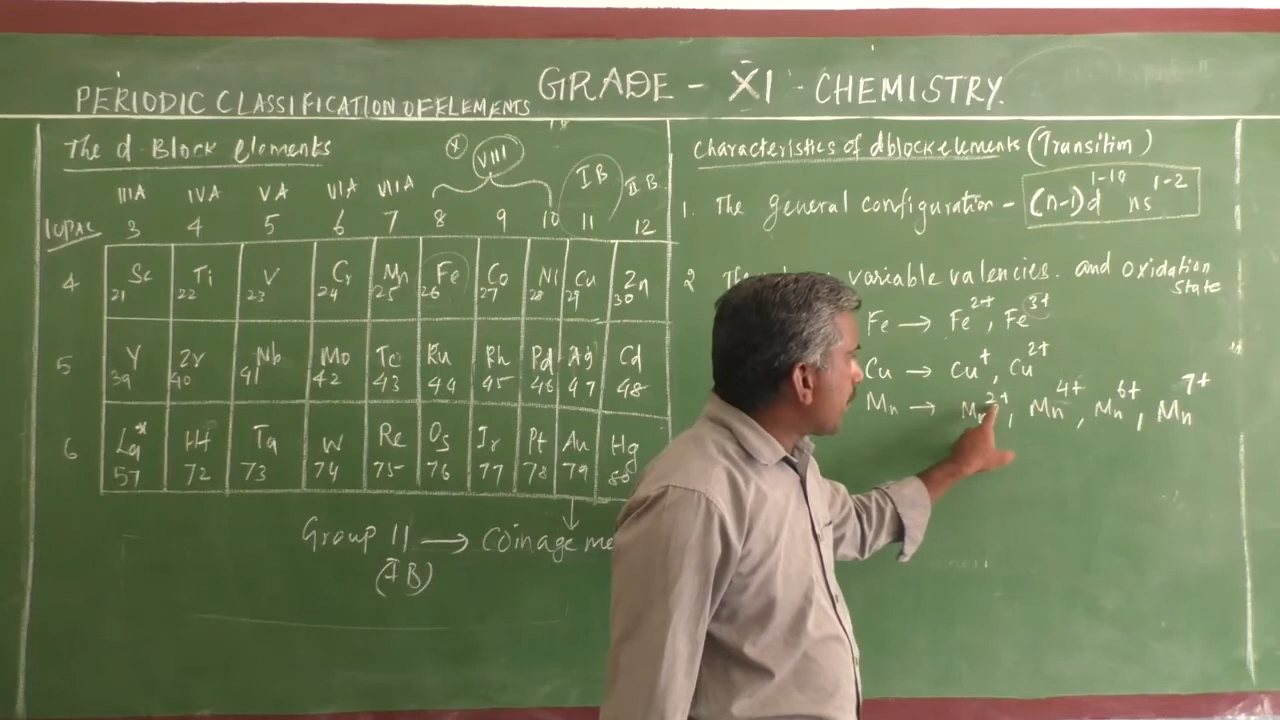 GRADE - XI - CHEMISTRY.
PERIODIC CLASSIFICATION OF ELEMENTS
The d-Block elements
X VIII
IB
II B
IIIA IVA VA VIA VIIA
IUPAC 3 4 5 6 7 8 9 10 11 12
4 Sc Ti V Cr Mn Fe Co Ni Cu Zn
21 22 23 24 25 26 27 28 29 30
5 Y Zr Nb Mo Tc Ru Rh Pd Ag Cd
39 40 41 42 43 44 45 46 47 48
6 La* Hf Ta W Re Os Ir Pt Au Hg
57 72 73 74 75 76 77 78 79 80
Group 11 → Coinage me
(IB)
Characteristics of d block elements (Transition)
1. The general configuration - (n-1)d¹⁻¹⁰ ns¹⁻²
2 variable valencies. and oxidation
State
Fe → Fe²⁺, Fe³⁺
Cu → Cu⁺, Cu²⁺
Mn → Mn²⁺, Mn⁴⁺, Mn⁶⁺, Mn⁷⁺